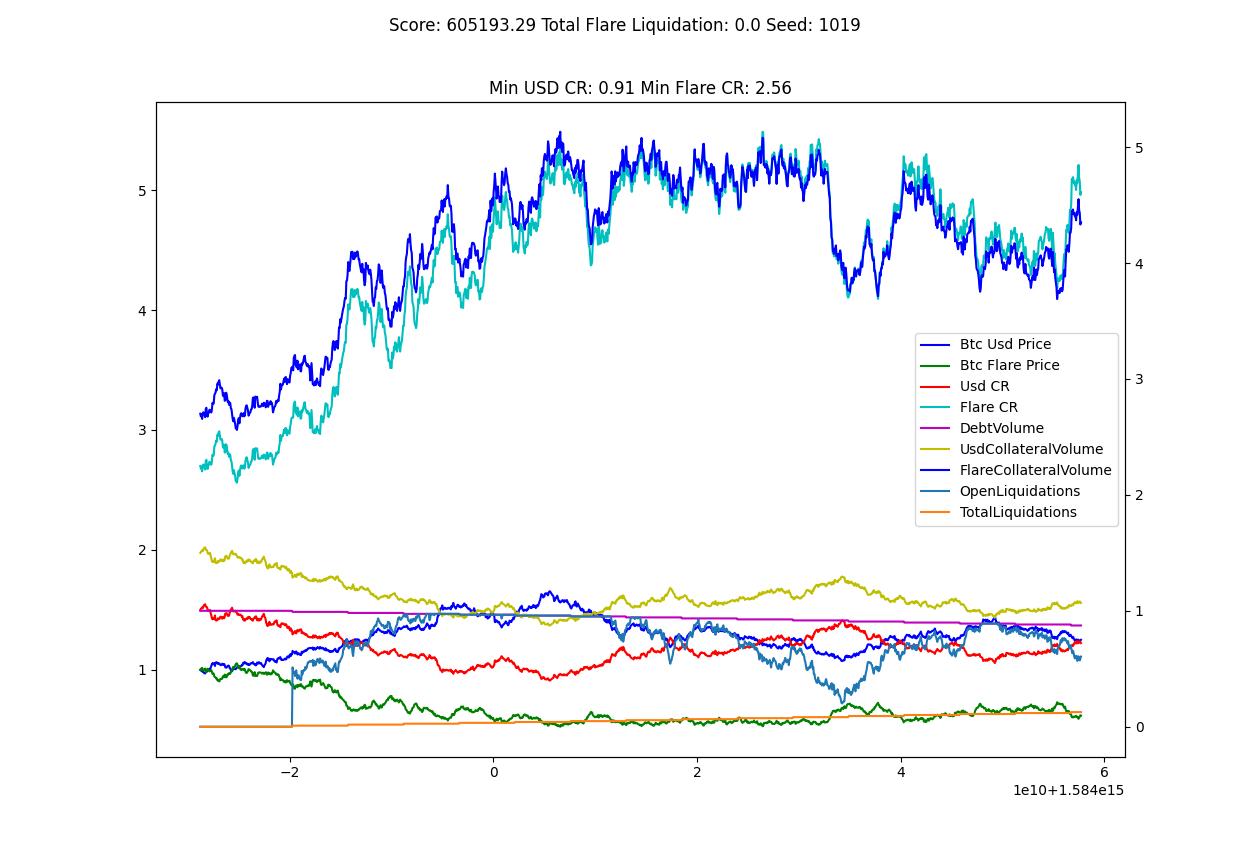 Score: 605193.29 Total Flare Liquidation: 0.0 Seed: 1019
Min USD CR: 0.91 Min Flare CR: 2.56
5
4
3
2
1
5
4
3
2
1
0
Btc Usd Price
Btc Flare Price
Usd CR
Flare CR
DebtVolume
UsdCollateralVolume
FlareCollateralVolume
OpenLiquidations
TotalLiquidations
−2 0 2 4 6
1e10+1.584e15